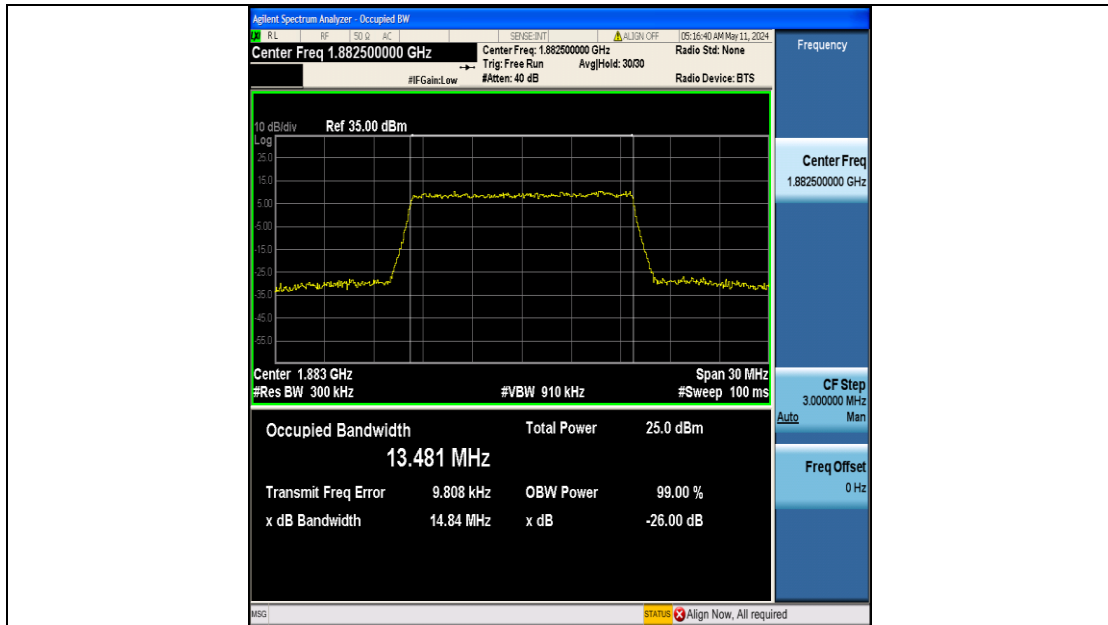 Agilent Spectrum Analyzer - Occupied BW
RL RF 50 Ω AC SENSE:INT ALIGN OFF 05:16:40 AM May 11, 2024
Center Freq 1.882500000 GHz
Center Freq: 1.882500000 GHz Radio Std: None
Trig: Free Run Avg|Hold: 30/30
#IFGain:Low #Atten: 40 dB Radio Device: BTS
Frequency
10 dB/div Ref 35.00 dBm
Log
25.0
15.0
5.00
-5.00
-15.0
-25.0
-35.0
-45.0
-55.0
Center 1.883 GHz Span 30 MHz
#Res BW 300 kHz #VBW 910 kHz #Sweep 100 ms
Center Freq
1.882500000 GHz
CF Step
3.000000 MHz
Auto Man
Freq Offset
0 Hz
Occupied Bandwidth Total Power 25.0 dBm
13.481 MHz
Transmit Freq Error 9.808 kHz OBW Power 99.00 %
x dB Bandwidth 14.84 MHz x dB -26.00 dB
MSG STATUS Align Now, All required